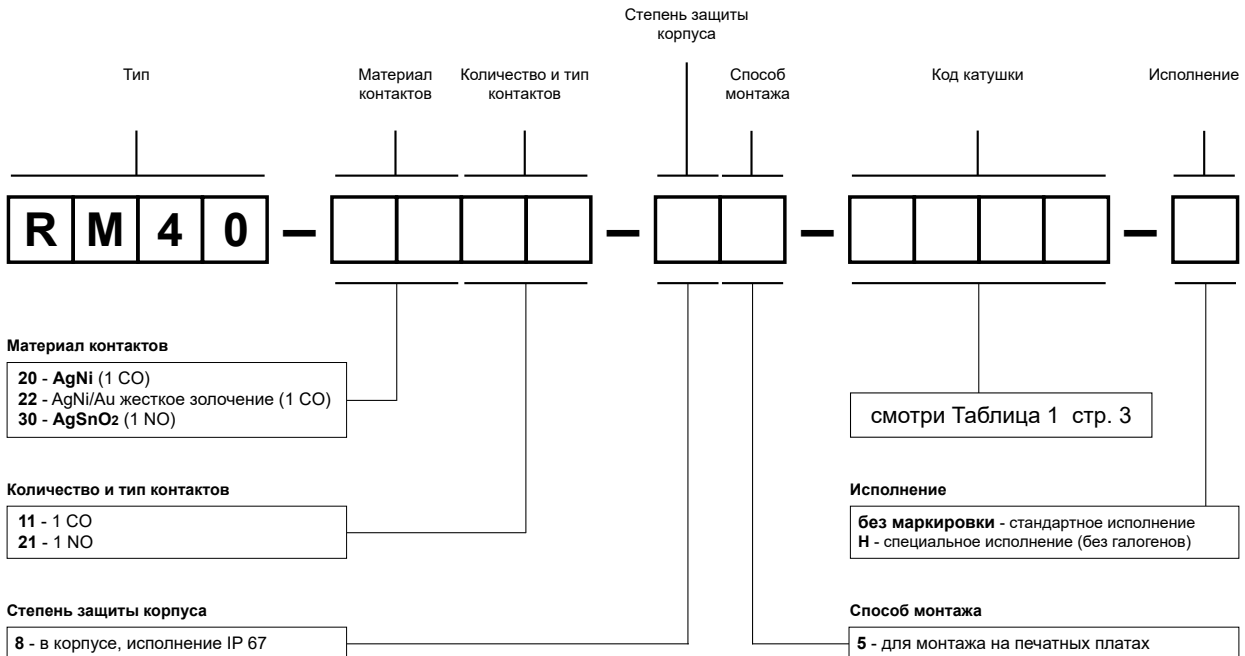 Степень защиты
корпуса
Тип
Материал
контактов
Количество и тип
контактов
Способ
монтажа
Код катушки
Исполнение
R M 4 0 – – – –
Материал контактов
20 - AgNi (1 CO)
22 - AgNi/Au жесткое золочение (1 CO)
30 - AgSnO2 (1 NO)
смотри Таблица 1 стр. 3
Количество и тип контактов
11 - 1 CO
21 - 1 NO
Исполнение
без маркировки - стандартное исполнение
H - специальное исполнение (без галогенов)
Степень защиты корпуса
8 - в корпусе, исполнение IP 67
Способ монтажа
5 - для монтажа на печатных платах